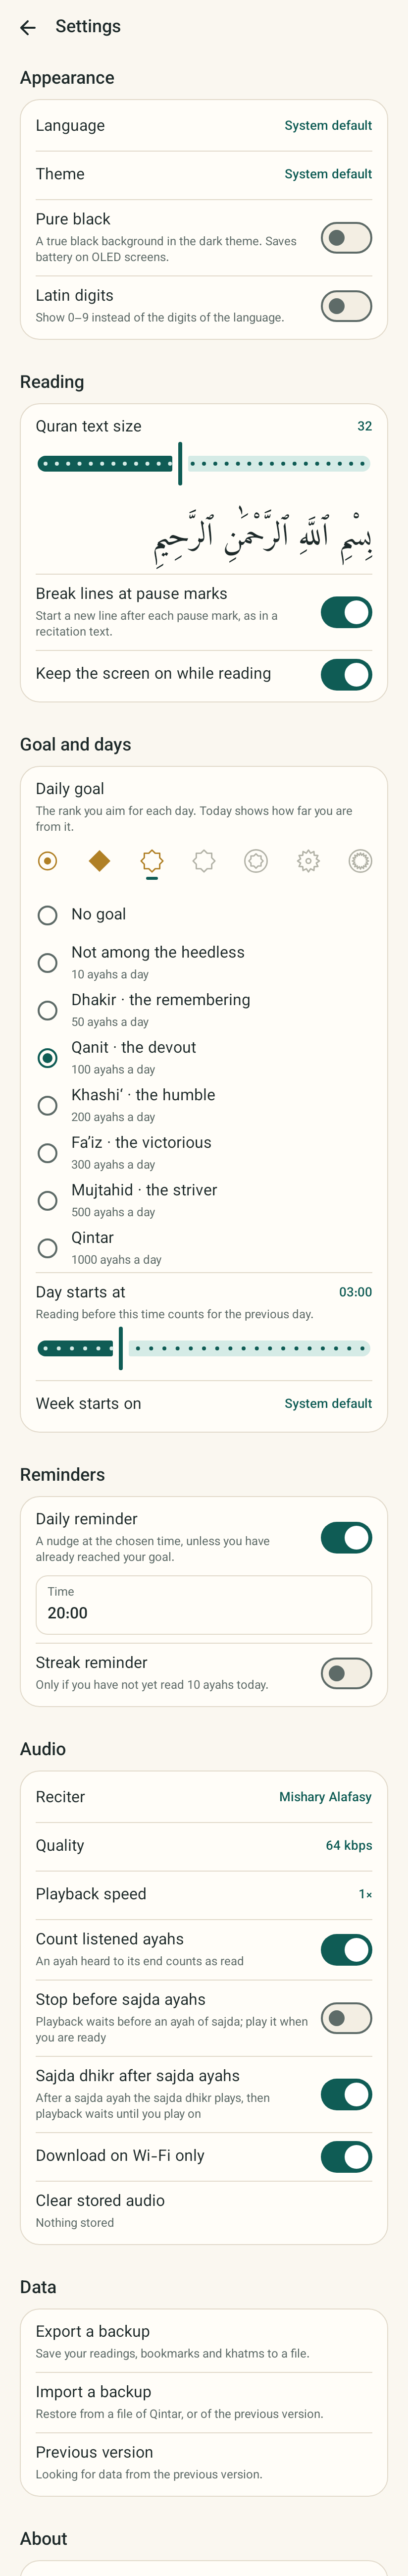 Settings
Appearance
Language
System default
Theme
System default
Pure black
A true black background in the dark theme. Saves
battery on OLED screens.
Latin digits
Show 0–9 instead of the digits of the language.
Reading
Quran text size
32
بِسْمِ ٱللَّهِ ٱلرَّحْمَٰنِ ٱلرَّحِيمِ
Break lines at pause marks
Start a new line after each pause mark, as in a
recitation text.
Keep the screen on while reading
Goal and days
Daily goal
The rank you aim for each day. Today shows how far you are
from it.
No goal
Not among the heedless
10 ayahs a day
Dhakir · the remembering
50 ayahs a day
Qanit · the devout
100 ayahs a day
Khashiʻ · the humble
200 ayahs a day
Fa’iz · the victorious
300 ayahs a day
Mujtahid · the striver
500 ayahs a day
Qintar
1000 ayahs a day
Day starts at
03:00
Reading before this time counts for the previous day.
Week starts on
System default
Reminders
Daily reminder
A nudge at the chosen time, unless you have
already reached your goal.
Time
20:00
Streak reminder
Only if you have not yet read 10 ayahs today.
Audio
Reciter
Mishary Alafasy
Quality
64 kbps
Playback speed
1×
Count listened ayahs
An ayah heard to its end counts as read
Stop before sajda ayahs
Playback waits before an ayah of sajda; play it when
you are ready
Sajda dhikr after sajda ayahs
After a sajda ayah the sajda dhikr plays, then
playback waits until you play on
Download on Wi-Fi only
Clear stored audio
Nothing stored
Data
Export a backup
Save your readings, bookmarks and khatms to a file.
Import a backup
Restore from a file of Qintar, or of the previous version.
Previous version
Looking for data from the previous version.
About